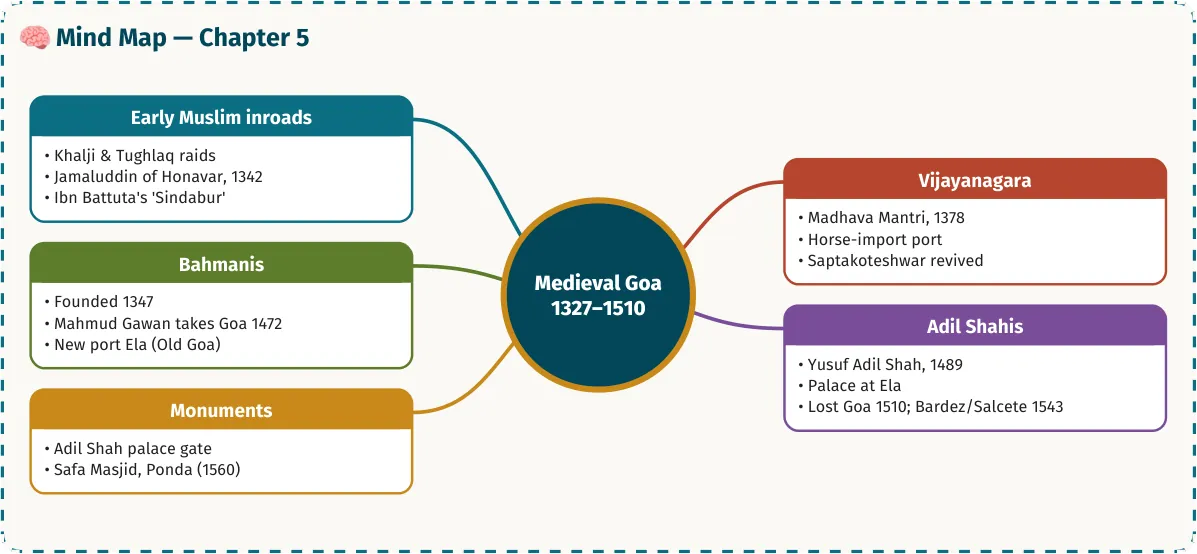 🧠 Mind Map — Chapter 5
Early Muslim inroads
• Khalji & Tughlaq raids
• Jamaluddin of Honavar, 1342
• Ibn Battuta's 'Sindabur'
Bahmanis
• Founded 1347
• Mahmud Gawan takes Goa 1472
• New port Ela (Old Goa)
Monuments
• Adil Shah palace gate
• Safa Masjid, Ponda (1560)
Medieval Goa
1327–1510
Vijayanagara
• Madhava Mantri, 1378
• Horse-import port
• Saptakoteshwar revived
Adil Shahis
• Yusuf Adil Shah, 1489
• Palace at Ela
• Lost Goa 1510; Bardez/Salcete 1543